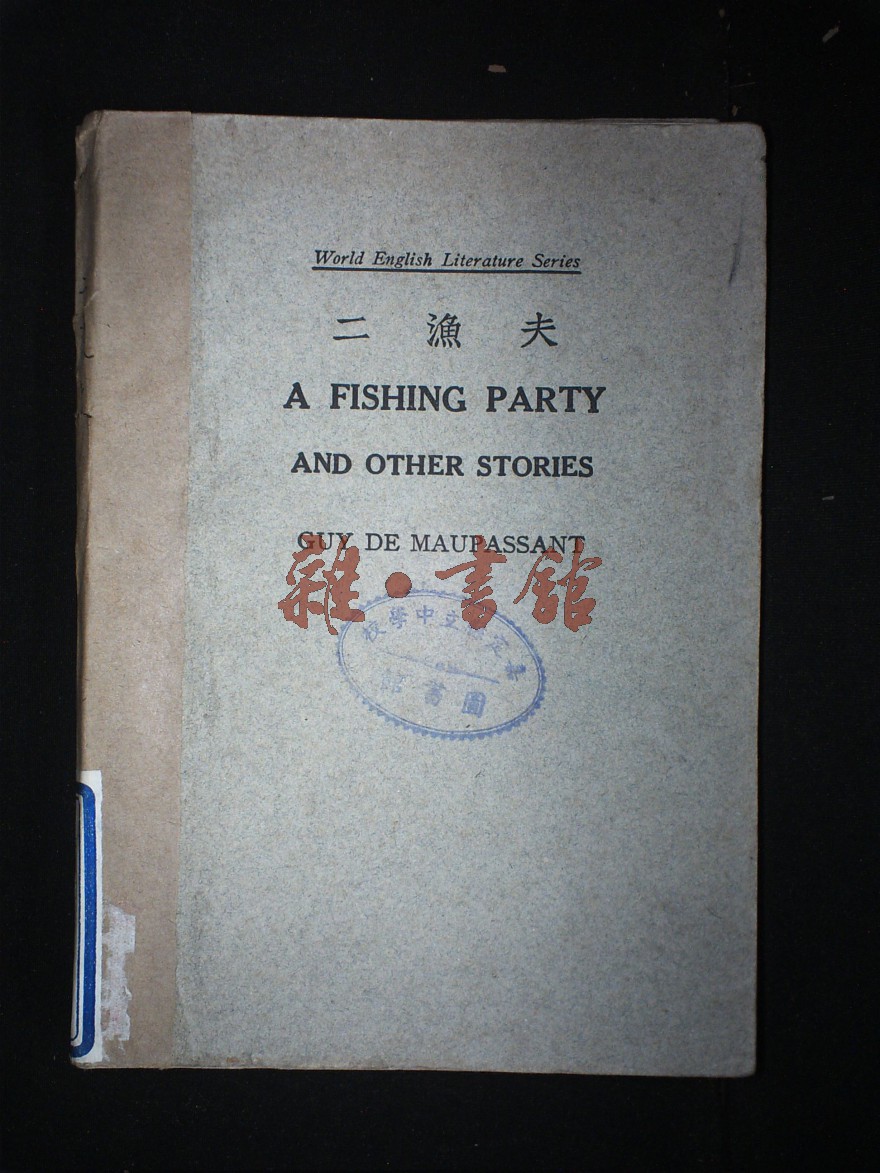 World English Literature Series
二漁夫
A FISHING PARTY
AND OTHER STORIES
GUY DE MAUPASSANT
雜·書館
立中學校
圖書館